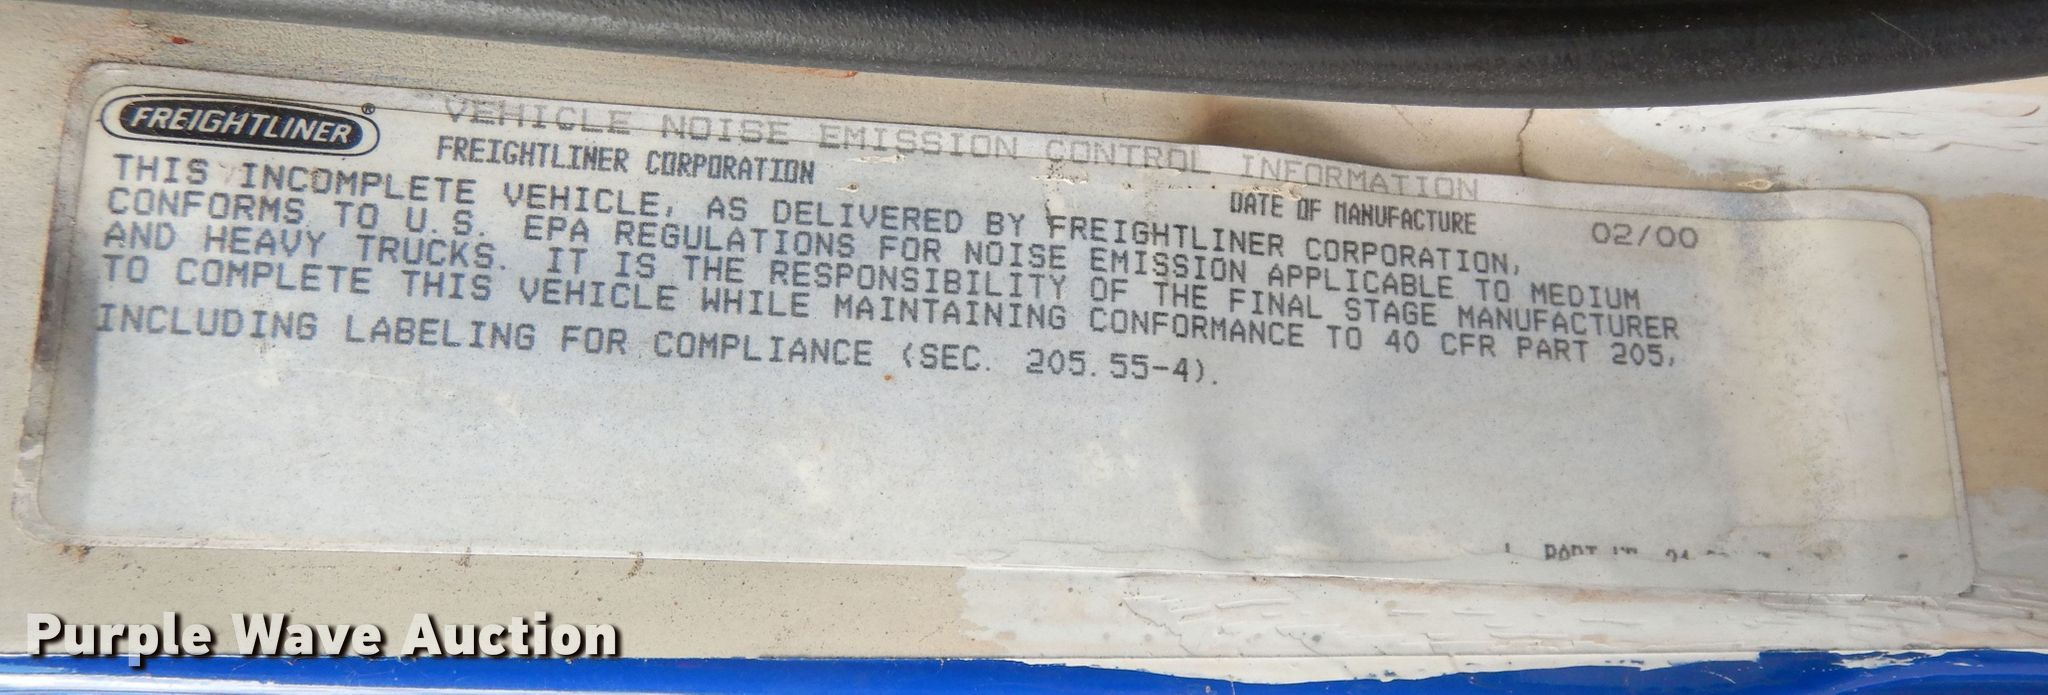 FREIGHTLINER®
VEHICLE NOISE EMISSION CONTROL INFORMATION
FREIGHTLINER CORPORATION
DATE OF MANUFACTURE 02/00
THIS INCOMPLETE VEHICLE, AS DELIVERED BY FREIGHTLINER CORPORATION,
CONFORMS TO U.S. EPA REGULATIONS FOR NOISE EMISSION APPLICABLE TO MEDIUM
AND HEAVY TRUCKS. IT IS THE RESPONSIBILITY OF THE FINAL STAGE MANUFACTURER
TO COMPLETE THIS VEHICLE WHILE MAINTAINING CONFORMANCE TO 40 CFR PART 205,
INCLUDING LABELING FOR COMPLIANCE (SEC. 205.55-4).
PART
Purple Wave Auction